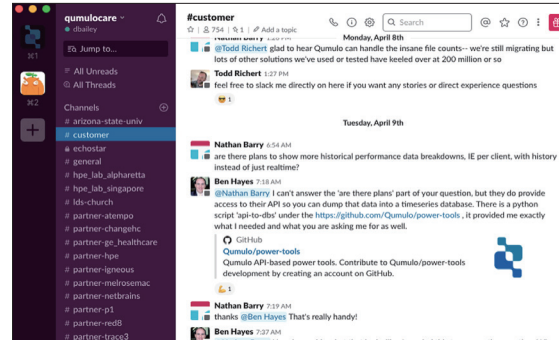 qumulocare
dbailey
Jump to...
All Unreads
All Threads
Channels
# arizona-state-univ
# customer
echostar
# general
# hpe_lab_alpharetta
# hpe_lab_singapore
# lds-church
# partner-atempo
# partner-changehc
# partner-ge_healthcare
# partner-hpe
# partner-igneous
# partner-melrosemac
# partner-netbrains
# partner-p1
# partner-red8
# partner-trace3
⌘1
⌘2
#customer
754 | 1 | Add a topic
Search
Monday, April 8th
@Todd Richert glad to hear Qumulo can handle the insane file counts-- we're still migrating but
lots of other solutions we've used or tested have keeled over at 200 million or so
Todd Richert 1:27 PM
feel free to slack me directly on here if you want any stories or direct experience questions
1
Tuesday, April 9th
Nathan Barry 6:54 AM
are there plans to show more historical performance data breakdowns, IE per client, with history
instead of just realtime?
Ben Hayes 7:18 AM
@Nathan Barry I can't answer the 'are there plans' part of your question, but they do provide
access to their API so you can dump that data into a timeseries database. There is a python
script 'api-to-dbs' under the https://github.com/Qumulo/power-tools , it provided me exactly
what I needed and what you are asking me for as well.
GitHub
Qumulo/power-tools
Qumulo API-based power tools. Contribute to Qumulo/power-tools
development by creating an account on GitHub.
1
Nathan Barry 7:19 AM
thanks @Ben Hayes That's really handy!
Ben Hayes 7:37 AM